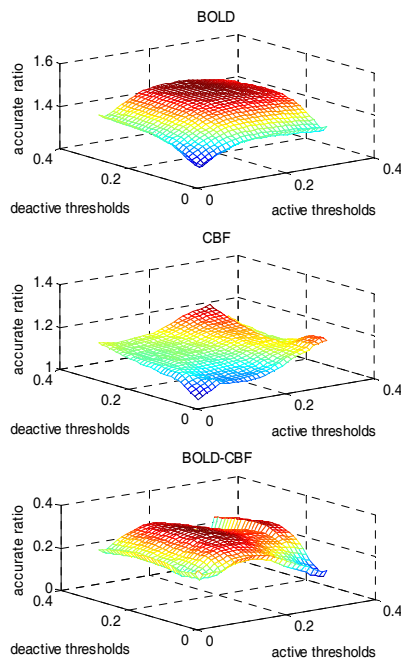 BOLD
1.6
1.4
0.4
0.2
0
0
0.2
0.4
accurate ratio
deactive thresholds
active thresholds
CBF
1.4
1.2
1
0.4
0.2
0
0
0.2
0.4
accurate ratio
deactive thresholds
active thresholds
BOLD-CBF
0.4
0.2
0
0.4
0.2
0
0
0.2
0.4
accurate ratio
deactive thresholds
active thresholds